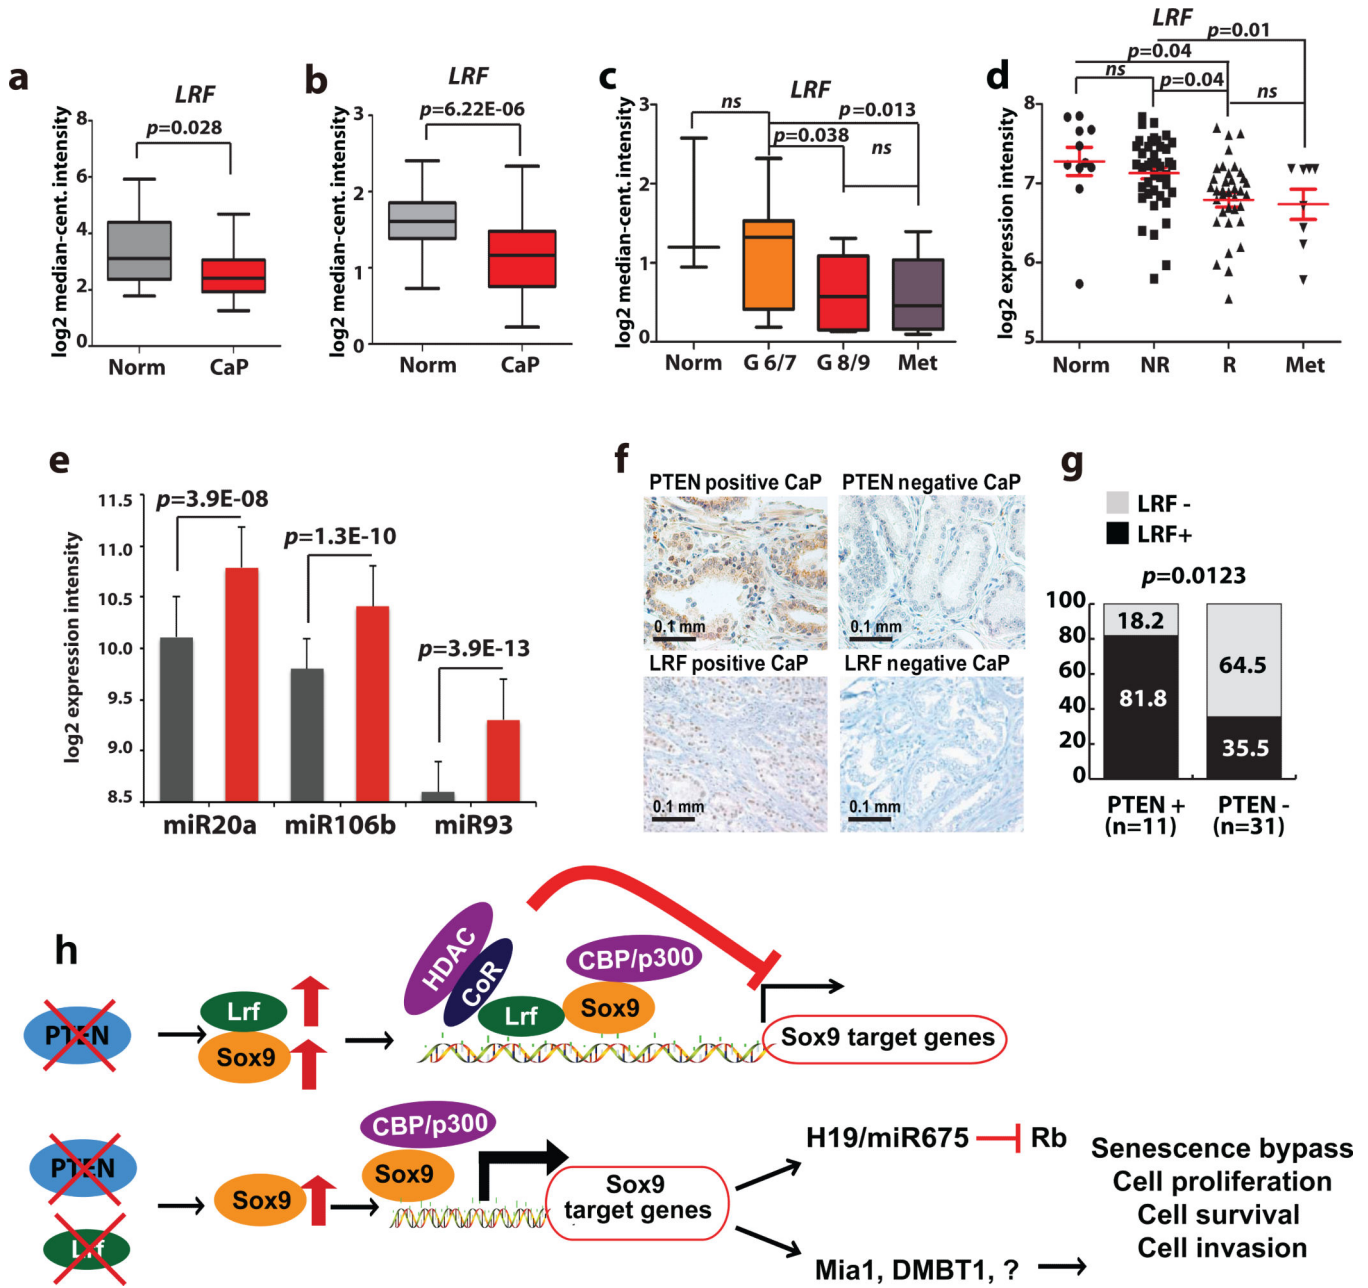 a
LRF
p=0.028
log2 median-cent. intensity
8
6
4
2
0
Norm
CaP
b
LRF
p=6.22E-06
log2 median-cent. intensity
3
2
1
0
Norm
CaP
c
LRF
ns
p=0.013
p=0.038
ns
log2 median-cent. intensity
3
2
1
0
Norm
G 6/7
G 8/9
Met
d
LRF
p=0.01
p=0.04
ns
p=0.04
ns
log2 expression intensity
8
7
6
5
Norm
NR
R
Met
e
log2 expression intensity
11.5
11.0
10.5
10.0
9.5
9.0
8.5
p=3.9E-08
p=1.3E-10
p=3.9E-13
miR20a
miR106b
miR93
f
PTEN positive CaP
PTEN negative CaP
0.1 mm
0.1 mm
LRF positive CaP
LRF negative CaP
0.1 mm
0.1 mm
g
LRF -
LRF+
p=0.0123
100
80
60
40
20
0
18.2
81.8
64.5
35.5
PTEN +
(n=11)
PTEN -
(n=31)
h
PTEN
Lrf
Sox9
HDAC
CoR
Lrf
CBP/p300
Sox9
Sox9 target genes
PTEN
Lrf
Sox9
CBP/p300
Sox9
Sox9
target genes
H19/miR675
Rb
Mia1, DMBT1, ?
Senescence bypass
Cell proliferation
Cell survival
Cell invasion